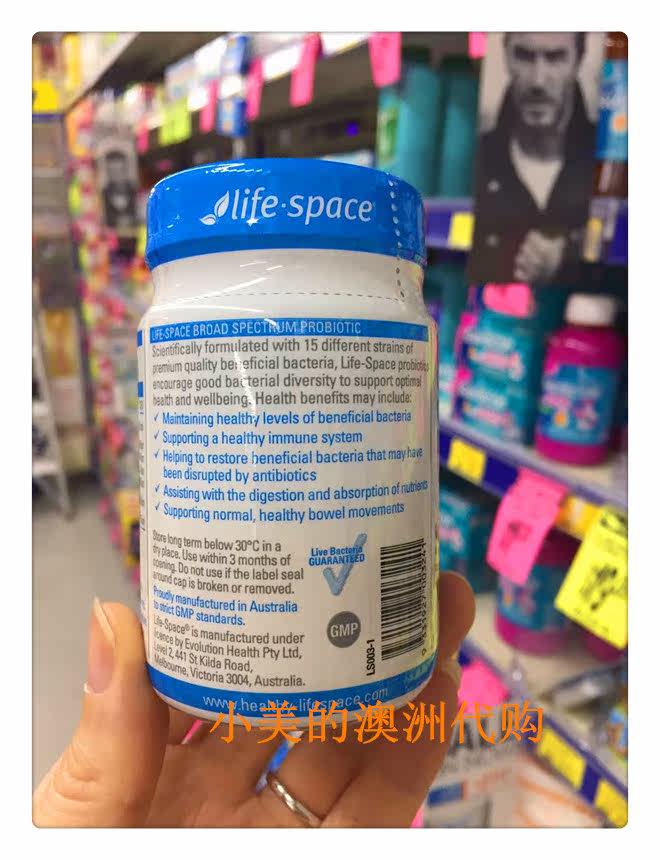 life·space
LIFE-SPACE BROAD SPECTRUM PROBIOTIC
Scientifically formulated with 15 different strains of
premium quality beneficial bacteria, Life-Space probiotics
encourage good bacterial diversity to support optimal
health and wellbeing. Health benefits may include:
✓ Maintaining healthy levels of beneficial bacteria
✓ Supporting a healthy immune system
✓ Helping to restore beneficial bacteria that may have
been disrupted by antibiotics
✓ Assisting with the digestion and absorption of nutrients
✓ Supporting normal, healthy bowel movements
Store long term below 30°C in a
dry place. Use within 3 months of
opening. Do not use if the label seal
around cap is broken or removed.
Proudly manufactured in Australia
to strict GMP standards.
Life-Space® is manufactured under
licence by Evolution Health Pty Ltd,
Level 2, 441 St Kilda Road,
Melbourne, Victoria 3004, Australia.
Live Bacteria
GUARANTEED
GMP
LS003-1
小美的澳洲代购